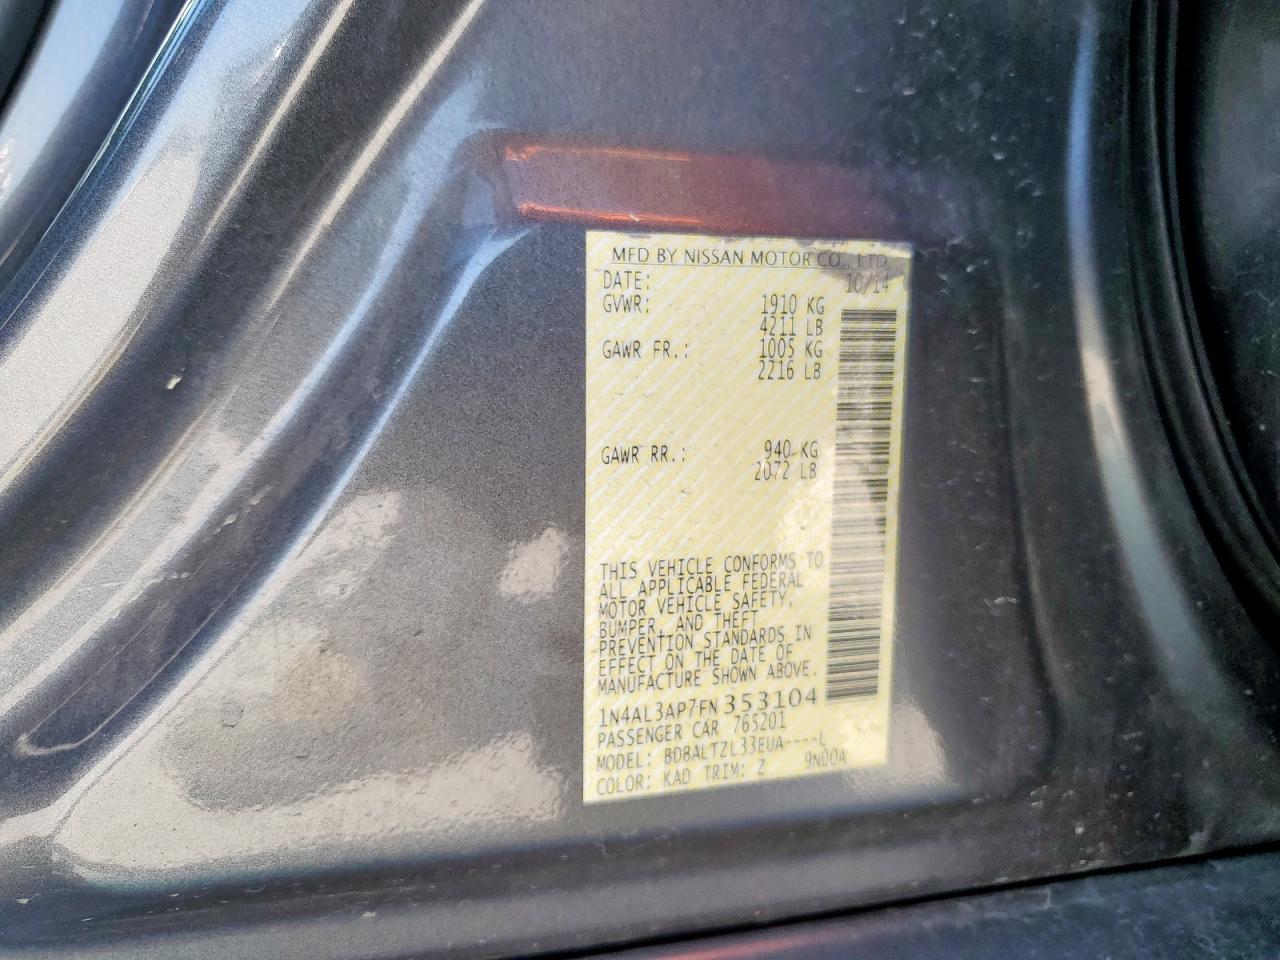 MFD BY NISSAN MOTOR CO., LTD.
DATE: 10/14
GVWR: 1910 KG
4211 LB
GAWR FR.: 1005 KG
2216 LB
GAWR RR.: 940 KG
2072 LB
THIS VEHICLE CONFORMS TO
ALL APPLICABLE FEDERAL
MOTOR VEHICLE SAFETY,
BUMPER, AND THEFT
PREVENTION STANDARDS IN
EFFECT ON THE DATE OF
MANUFACTURE SHOWN ABOVE.
1N4AL3AP7FN353104
PASSENGER CAR 765201
MODEL: BDBALTZL33EUA----L
COLOR: KAD TRIM: Z 9N00A